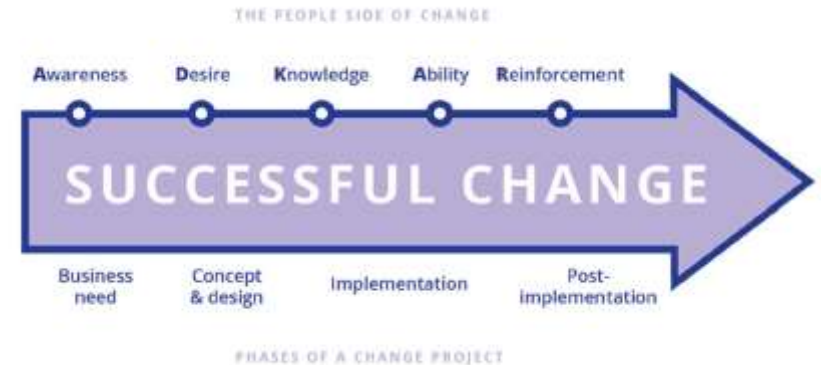 THE PEOPLE SIDE OF CHANGE
Awareness Desire Knowledge Ability Reinforcement
SUCCESSFUL CHANGE
Business need
Concept & design
Implementation
Post-implementation
PHASES OF A CHANGE PROJECT